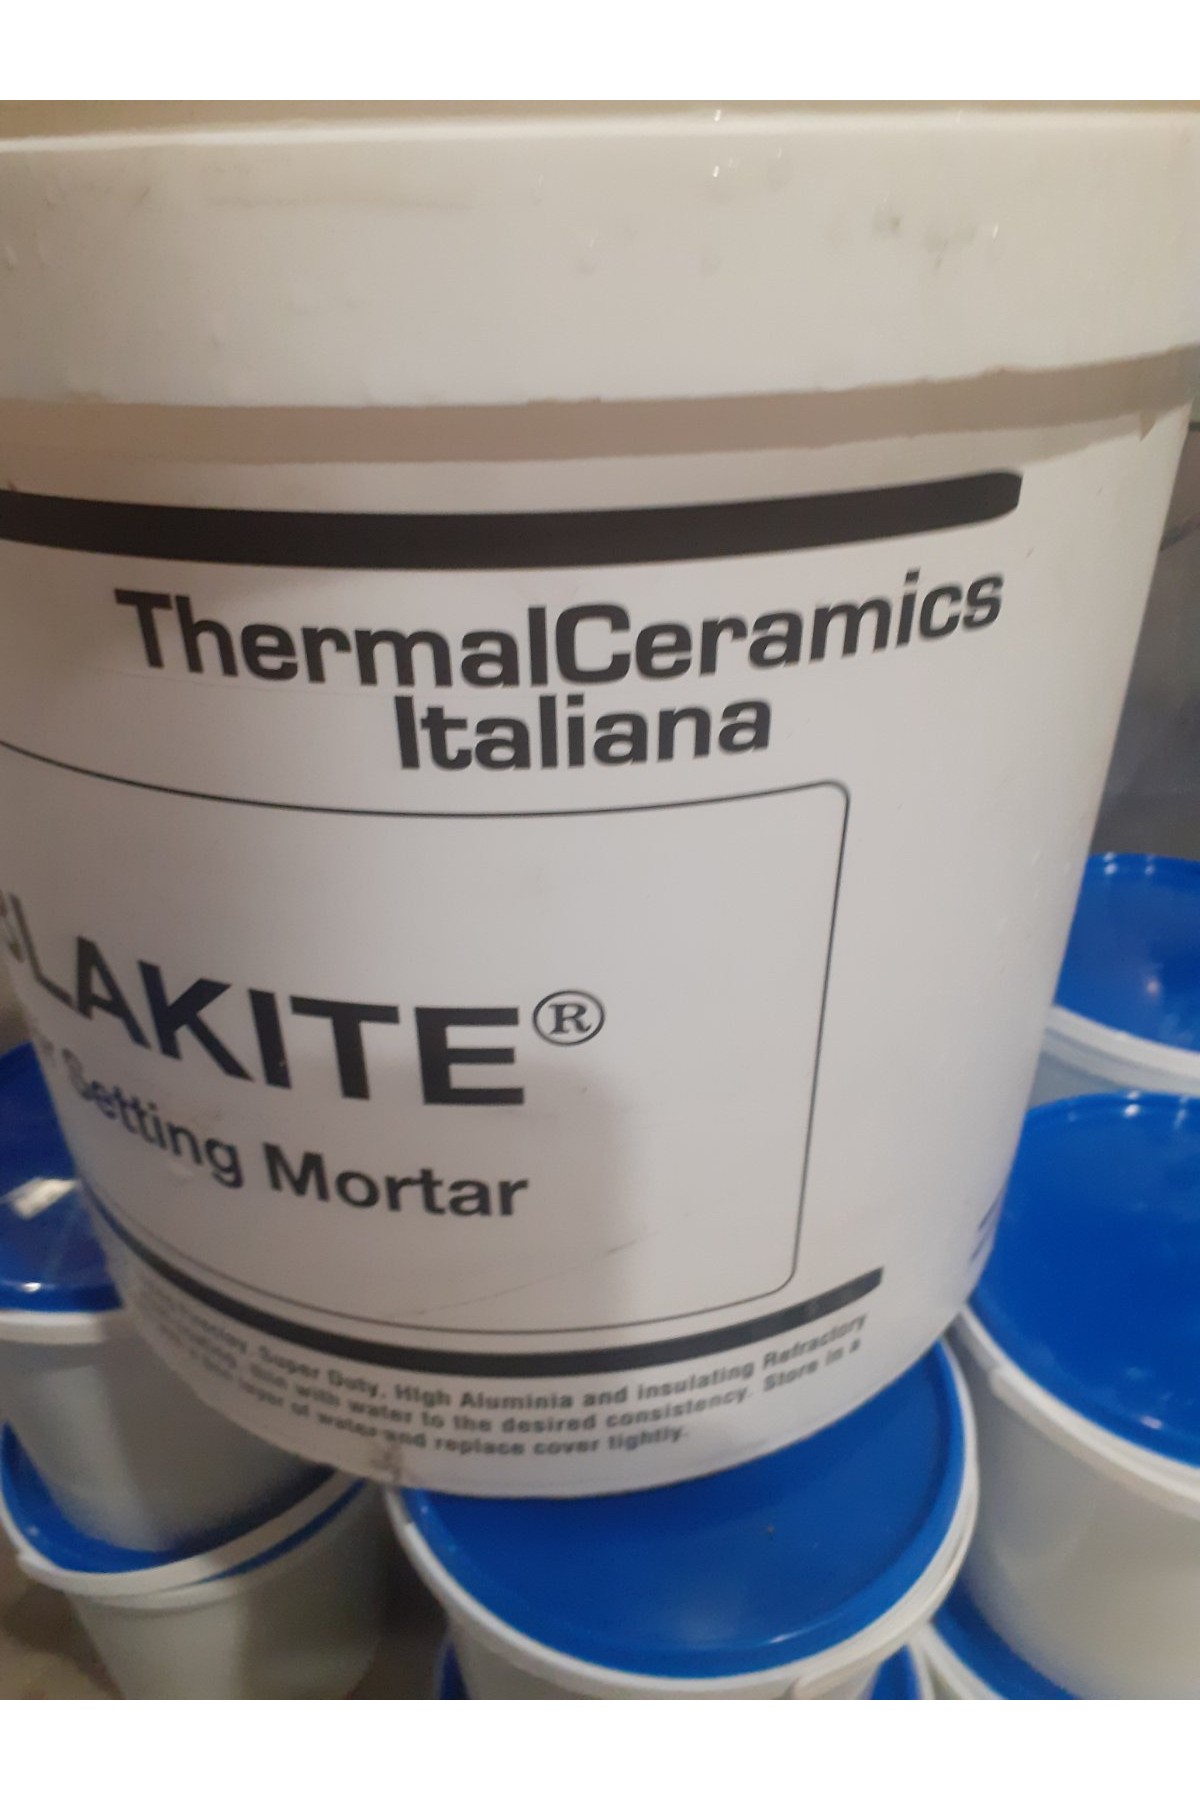 ThermalCeramics
Italiana
LAKITE®
Setting Mortar
Super Duty, High Aluminia and insulating Refractory
with water to the desired consistency. Store in a
layer of water and replace cover tightly.